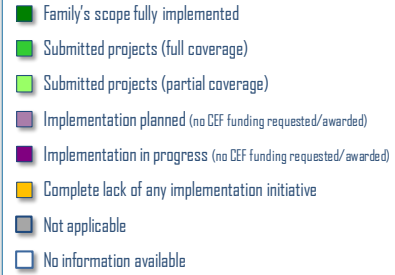 Family's scope fully implemented
Submitted projects (full coverage)
Submitted projects (partial coverage)
Implementation planned (no CEF funding requested/awarded)
Implementation in progress (no CEF funding requested/awarded)
Complete lack of any implementation initiative
Not applicable
No information available